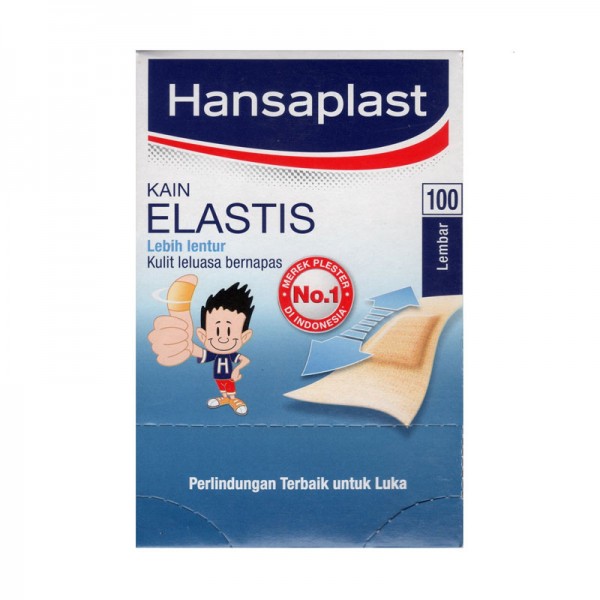 Hansaplast
KAIN
ELASTIS
Lebih lentur
Kulit leluasa bernapas
100
Lembar
MEREK PLESTER
No.1
DI INDONESIA
H
Perlindungan Terbaik untuk Luka